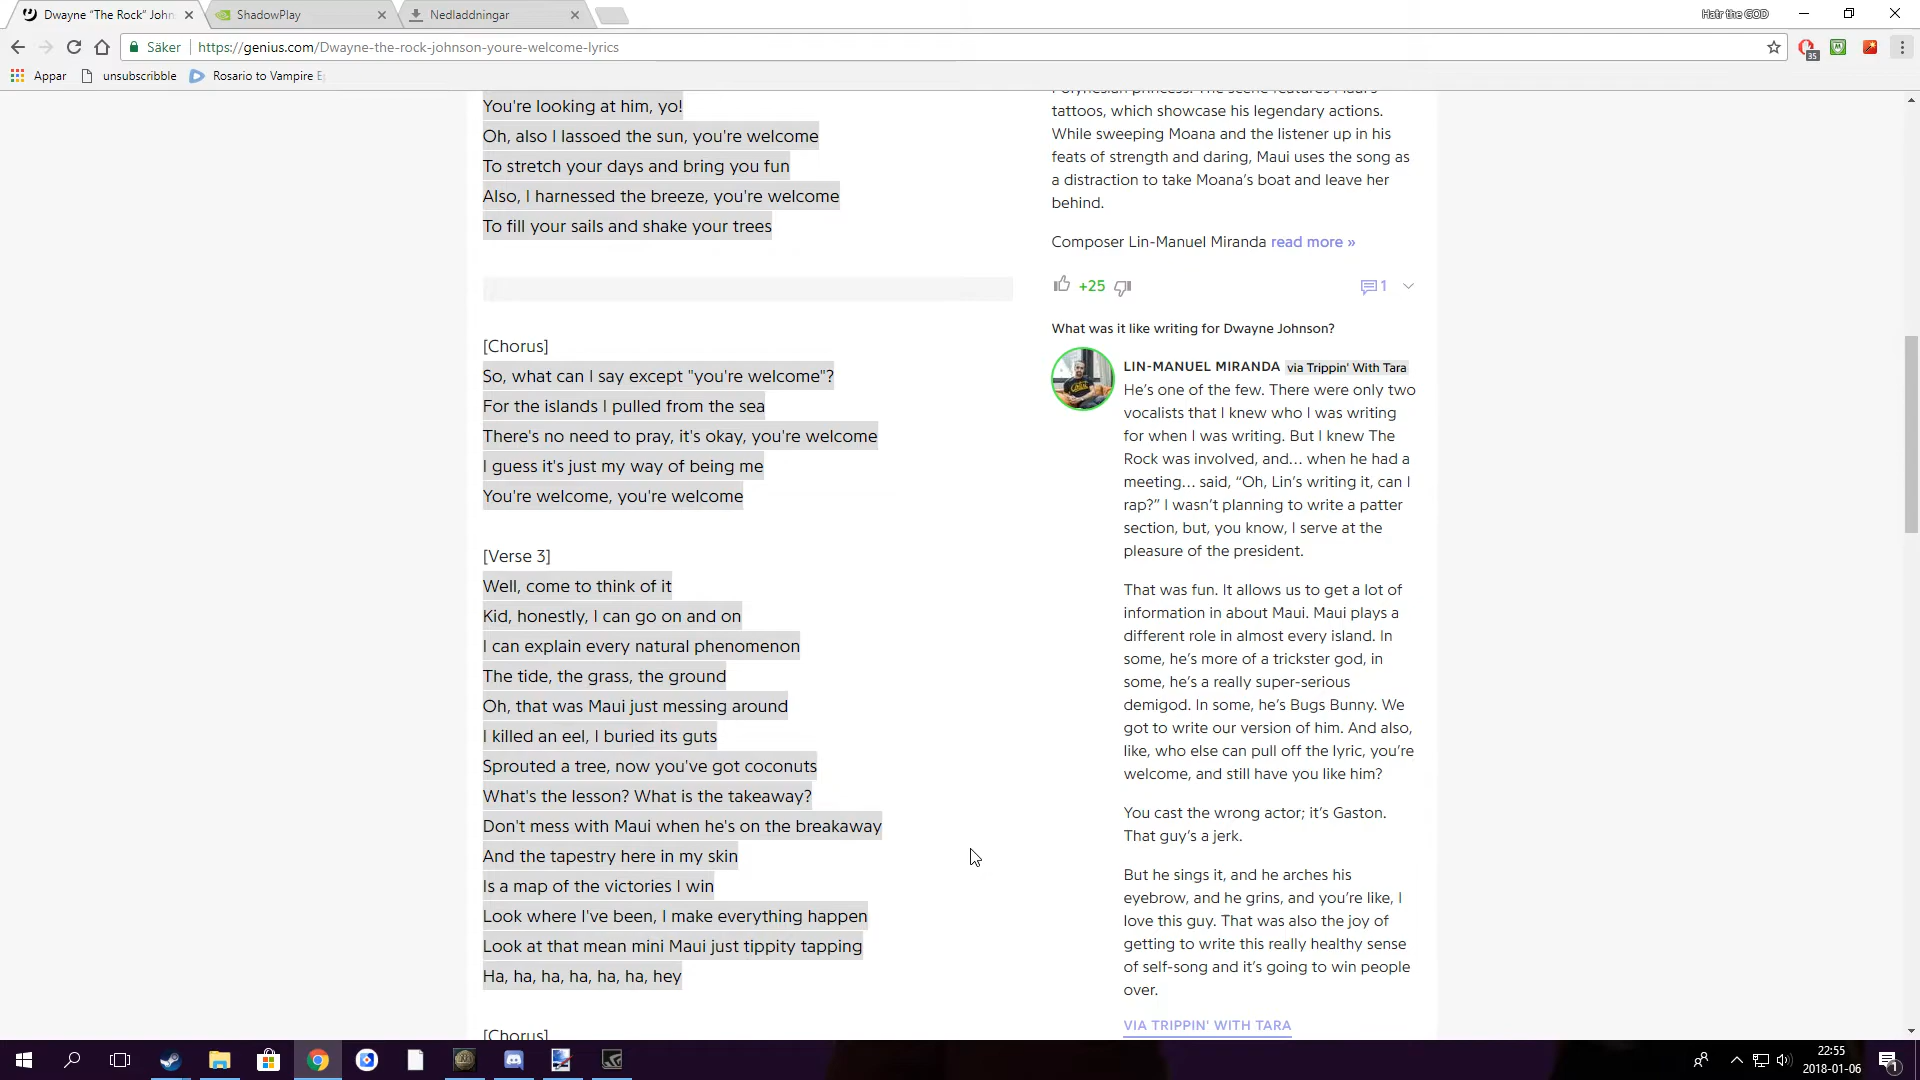 Dwayne “The Rock” John
ShadowPlay
Nedladdningar
Hatr the GOD
Säker
https://genius.com/Dwayne-the-rock-johnson-youre-welcome-lyrics
35
Appar
unsubscribble
Rosario to Vampire E
You're looking at him, yo!
Oh, also I lassoed the sun, you're welcome
To stretch your days and bring you fun
Also, I harnessed the breeze, you're welcome
To fill your sails and shake your trees
[Chorus]
So, what can I say except "you're welcome"?
For the islands I pulled from the sea
There's no need to pray, it's okay, you're welcome
I guess it's just my way of being me
You're welcome, you're welcome
[Verse 3]
Well, come to think of it
Kid, honestly, I can go on and on
I can explain every natural phenomenon
The tide, the grass, the ground
Oh, that was Maui just messing around
I killed an eel, I buried its guts
Sprouted a tree, now you've got coconuts
What's the lesson? What is the takeaway?
Don't mess with Maui when he's on the breakaway
And the tapestry here in my skin
Is a map of the victories I win
Look where I've been, I make everything happen
Look at that mean mini Maui just tippity tapping
Ha, ha, ha, ha, ha, ha, hey
[Chorus]
Polynesian princess. The scene features Maui's
tattoos, which showcase his legendary actions.
While sweeping Moana and the listener up in his
feats of strength and daring, Maui uses the song as
a distraction to take Moana’s boat and leave her
behind.
Composer Lin-Manuel Miranda read more »
+25
1
What was it like writing for Dwayne Johnson?
LIN-MANUEL MIRANDA via Trippin' With Tara
He’s one of the few. There were only two
vocalists that I knew who I was writing
for when I was writing. But I knew The
Rock was involved, and… when he had a
meeting… said, “Oh, Lin’s writing it, can I
rap?” I wasn’t planning to write a patter
section, but, you know, I serve at the
pleasure of the president.
That was fun. It allows us to get a lot of
information in about Maui. Maui plays a
different role in almost every island. In
some, he’s more of a trickster god, in
some, he’s a really super-serious
demigod. In some, he’s Bugs Bunny. We
got to write our version of him. And also,
like, who else can pull off the lyric, you’re
welcome, and still have you like him?
You cast the wrong actor; it’s Gaston.
That guy’s a jerk.
But he sings it, and he arches his
eyebrow, and he grins, and you’re like, I
love this guy. That was also the joy of
getting to write this really healthy sense
of self-song and it’s going to win people
over.
VIA TRIPPIN' WITH TARA
22:55
2018-01-06
1